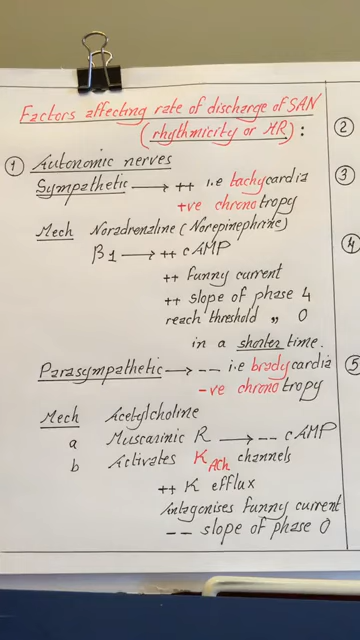 Factors affecting rate of discharge of SAN
(rhythmicity or HR) :
① Autonomic nerves
Sympathetic → ++ i.e tachycardia
+ve chronotropy
Mech Noradrenaline (Norepinephrine)
β1 → ++ cAMP
++ funny current
++ slope of phase 4
reach threshold „ 0
in a shorter time.
Parasympathetic → -- i.e bradycardia
-ve chronotropy
Mech Acetylcholine
a Muscarinic R → -- cAMP
b Activates K ACh channels
++ K efflux
Antagonises funny current
-- slope of phase 0
②
③
④
⑤